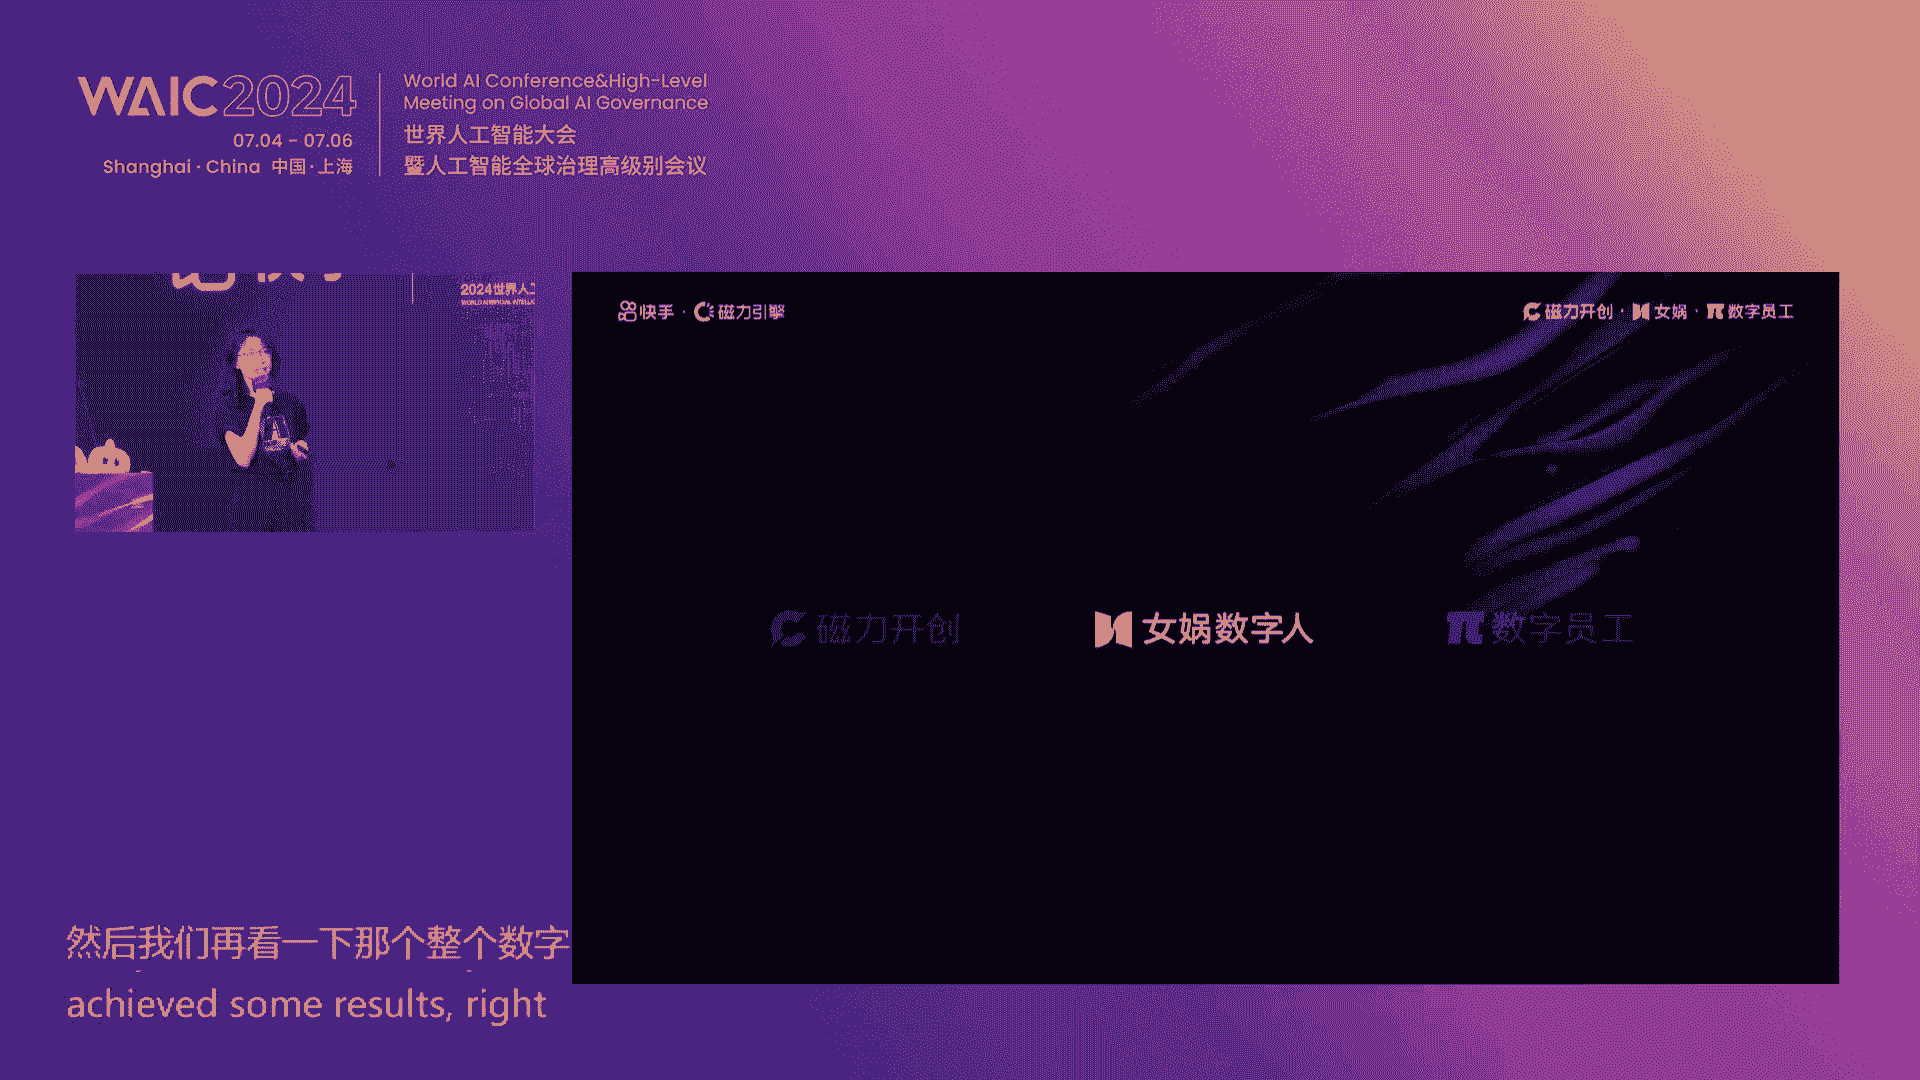 WAIC2024
07.04 - 07.06
Shanghai · China 中国·上海
World AI Conference&High-Level
Meeting on Global AI Governance
世界人工智能大会
暨人工智能全球治理高级别会议
2024世界人工
快手 · 磁力引擎
磁力开创 · 女娲 · 数字员工
磁力开创
女娲数字人
数字员工
然后我们再看一下那个整个数字
achieved some results, right